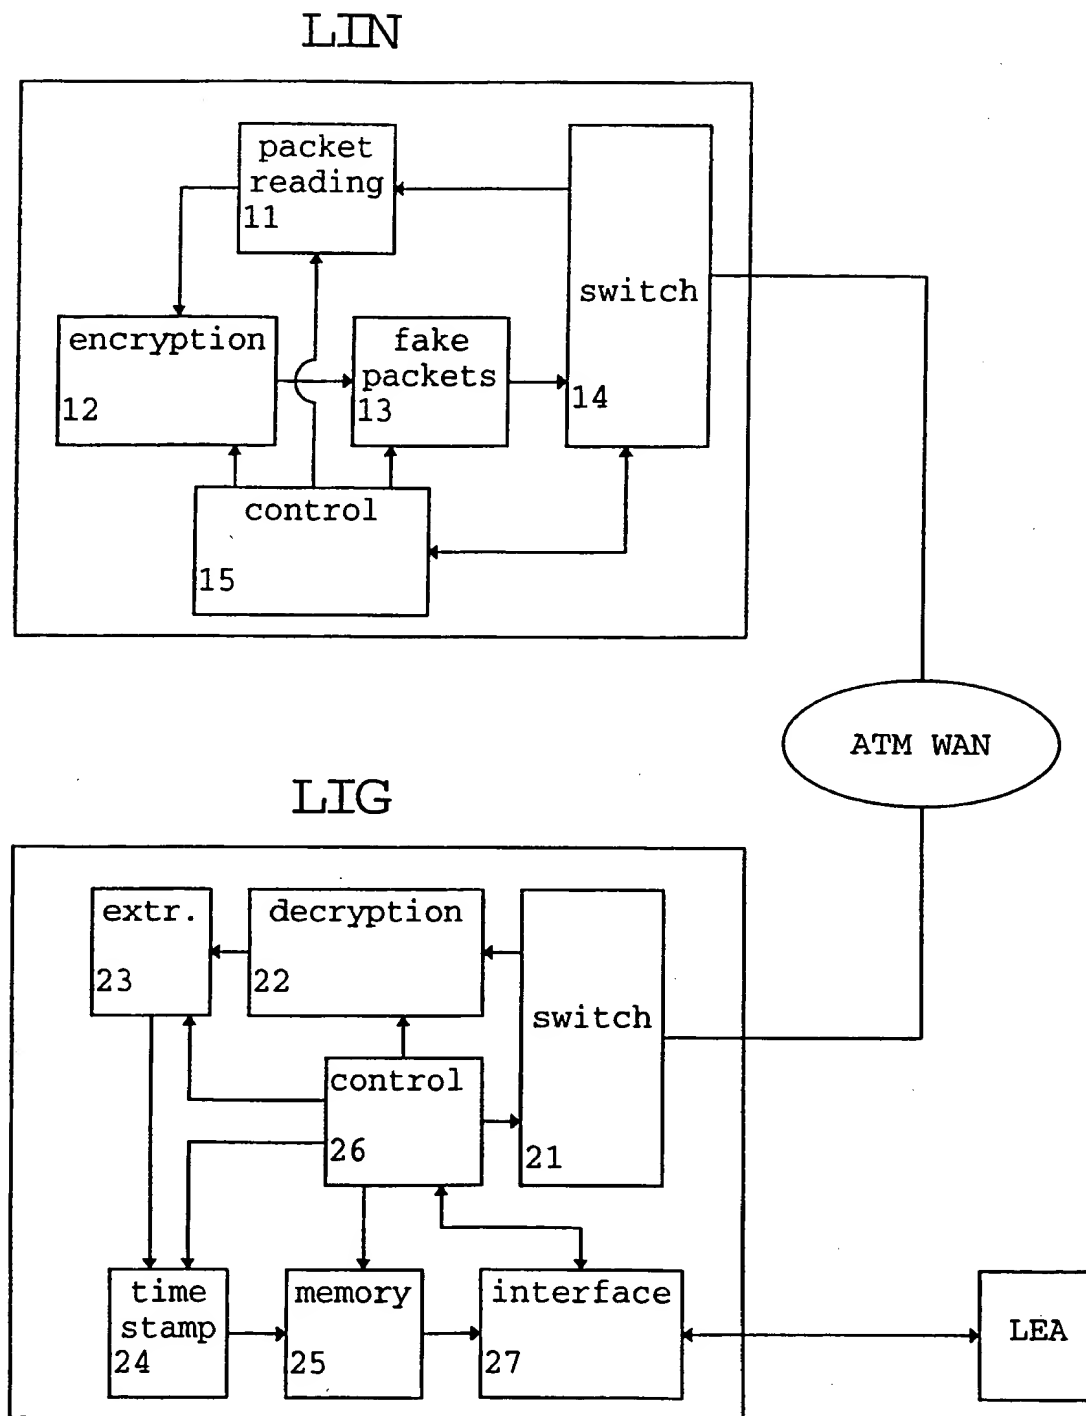 LIN
packet
reading
11
switch
14
encryption
12
fake
packets
13
control
15
ATM WAN
LIG
extr.
23
decryption
22
switch
21
control
26
time
stamp
24
memory
25
interface
27
LEA